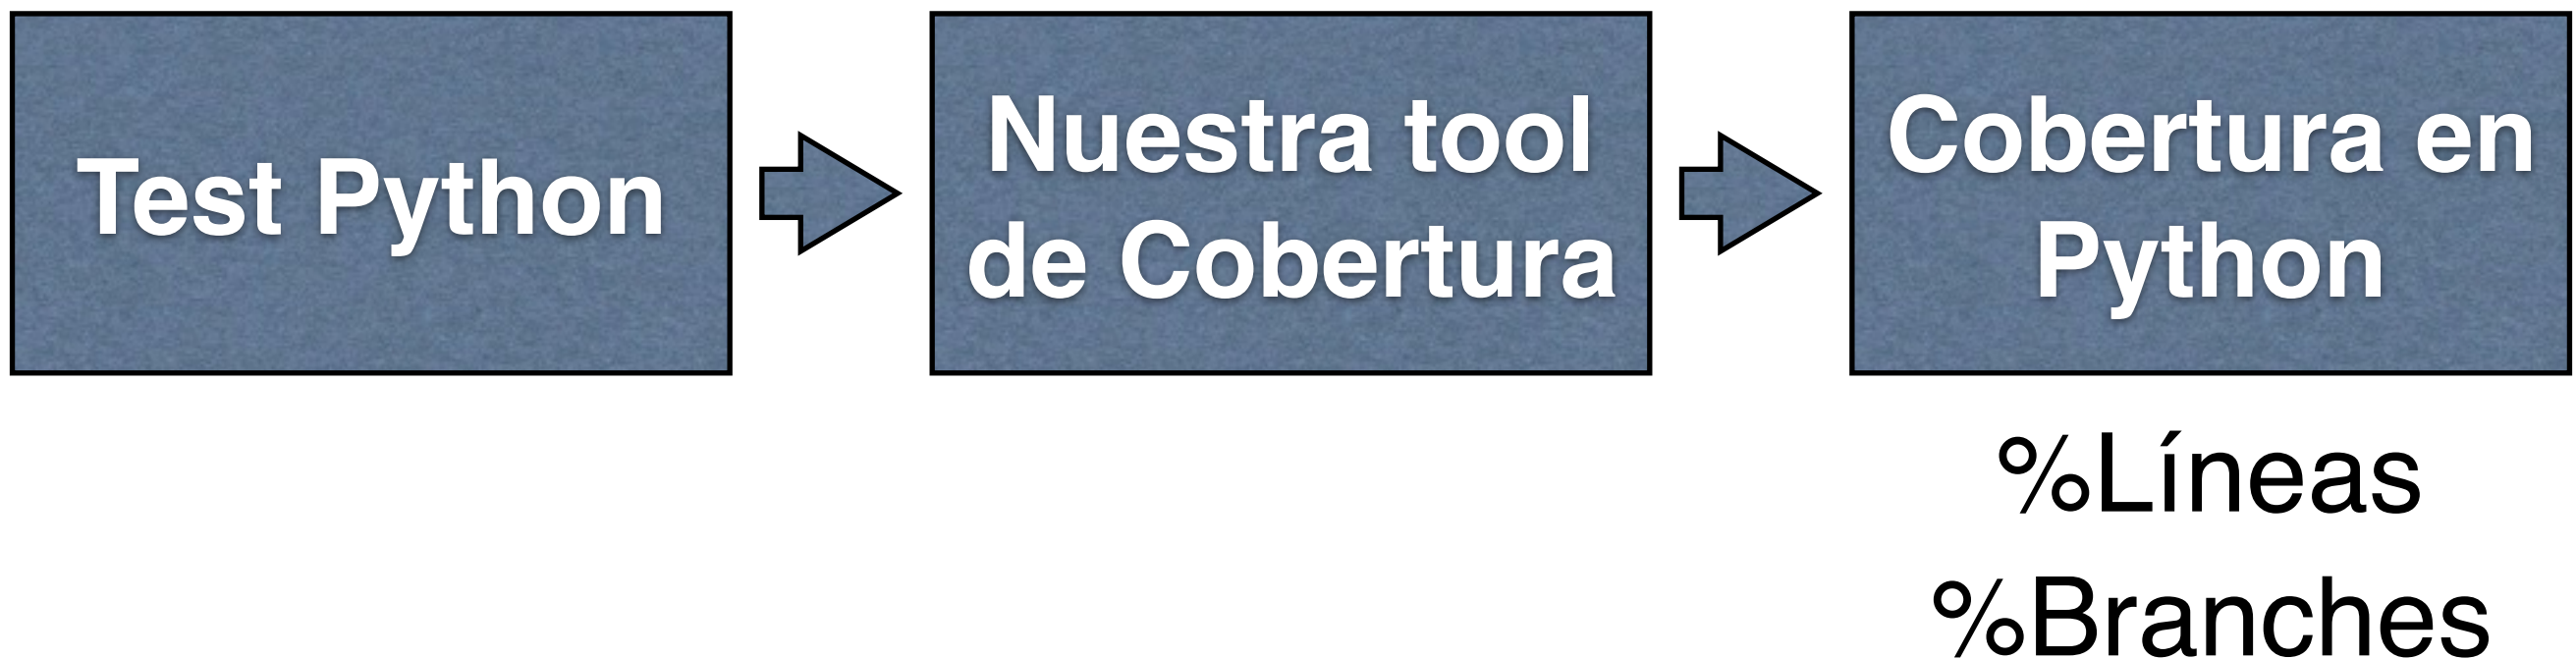 Test Python
Nuestra tool
de Cobertura
Cobertura en
Python
%Líneas
%Branches